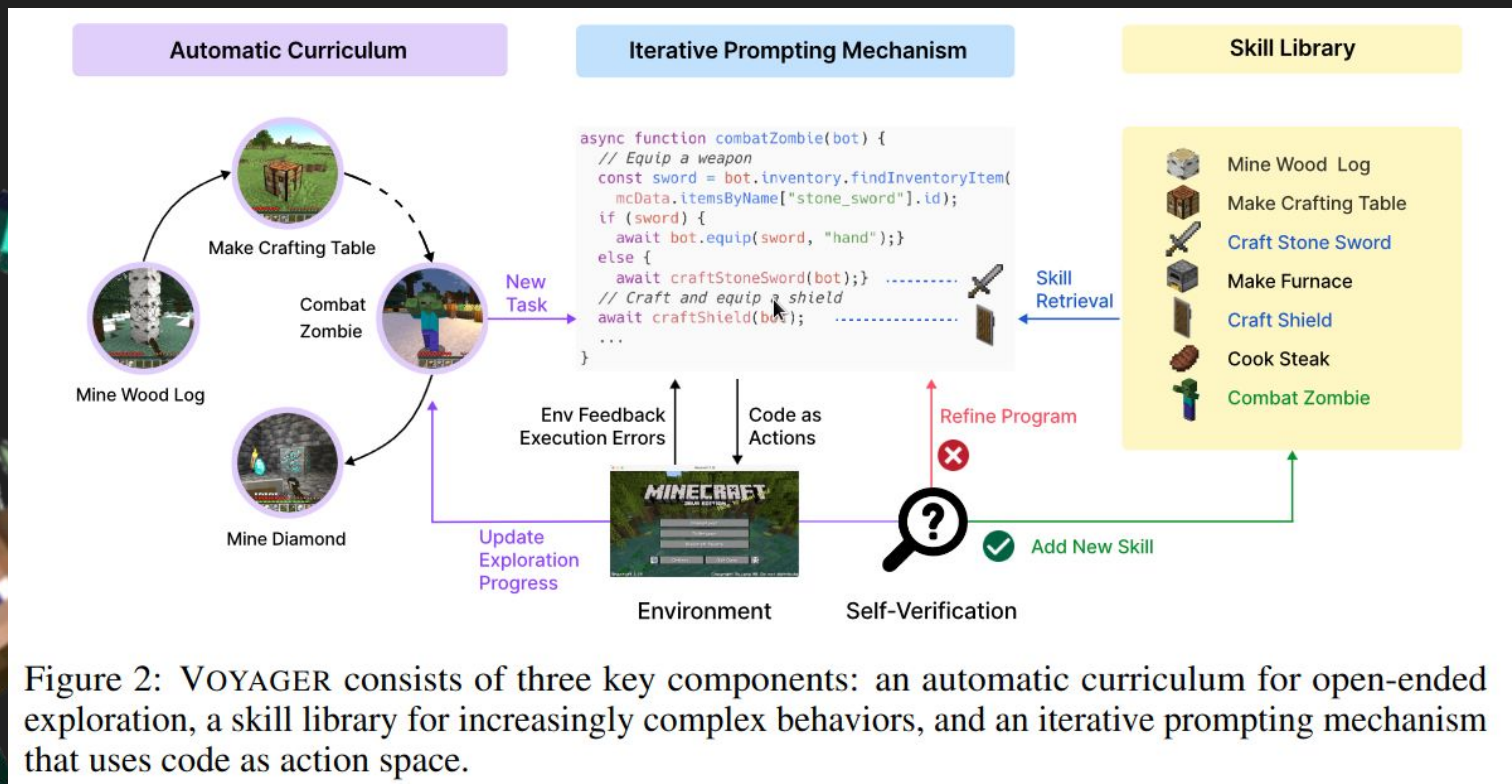 Automatic Curriculum
Iterative Prompting Mechanism
Skill Library
Make Crafting Table
Mine Wood Log
Combat
Zombie
Mine Diamond
New
Task
async function combatZombie(bot) {
// Equip a weapon
const sword = bot.inventory.findInventoryItem(
mcData.itemsByName["stone_sword"].id);
if (sword) {
await bot.equip(sword, "hand");}
else {
await craftStoneSword(bot);}
// Craft and equip a shield
await craftShield(bot);
...
}
Skill
Retrieval
Mine Wood Log
Make Crafting Table
Craft Stone Sword
Make Furnace
Craft Shield
Cook Steak
Combat Zombie
Env Feedback
Execution Errors
Code as
Actions
Refine Program
MINECRAFT
JAVA EDITION
Update
Exploration
Progress
Environment
Self-Verification
Add New Skill
Figure 2: VOYAGER consists of three key components: an automatic curriculum for open-ended
exploration, a skill library for increasingly complex behaviors, and an iterative prompting mechanism
that uses code as action space.